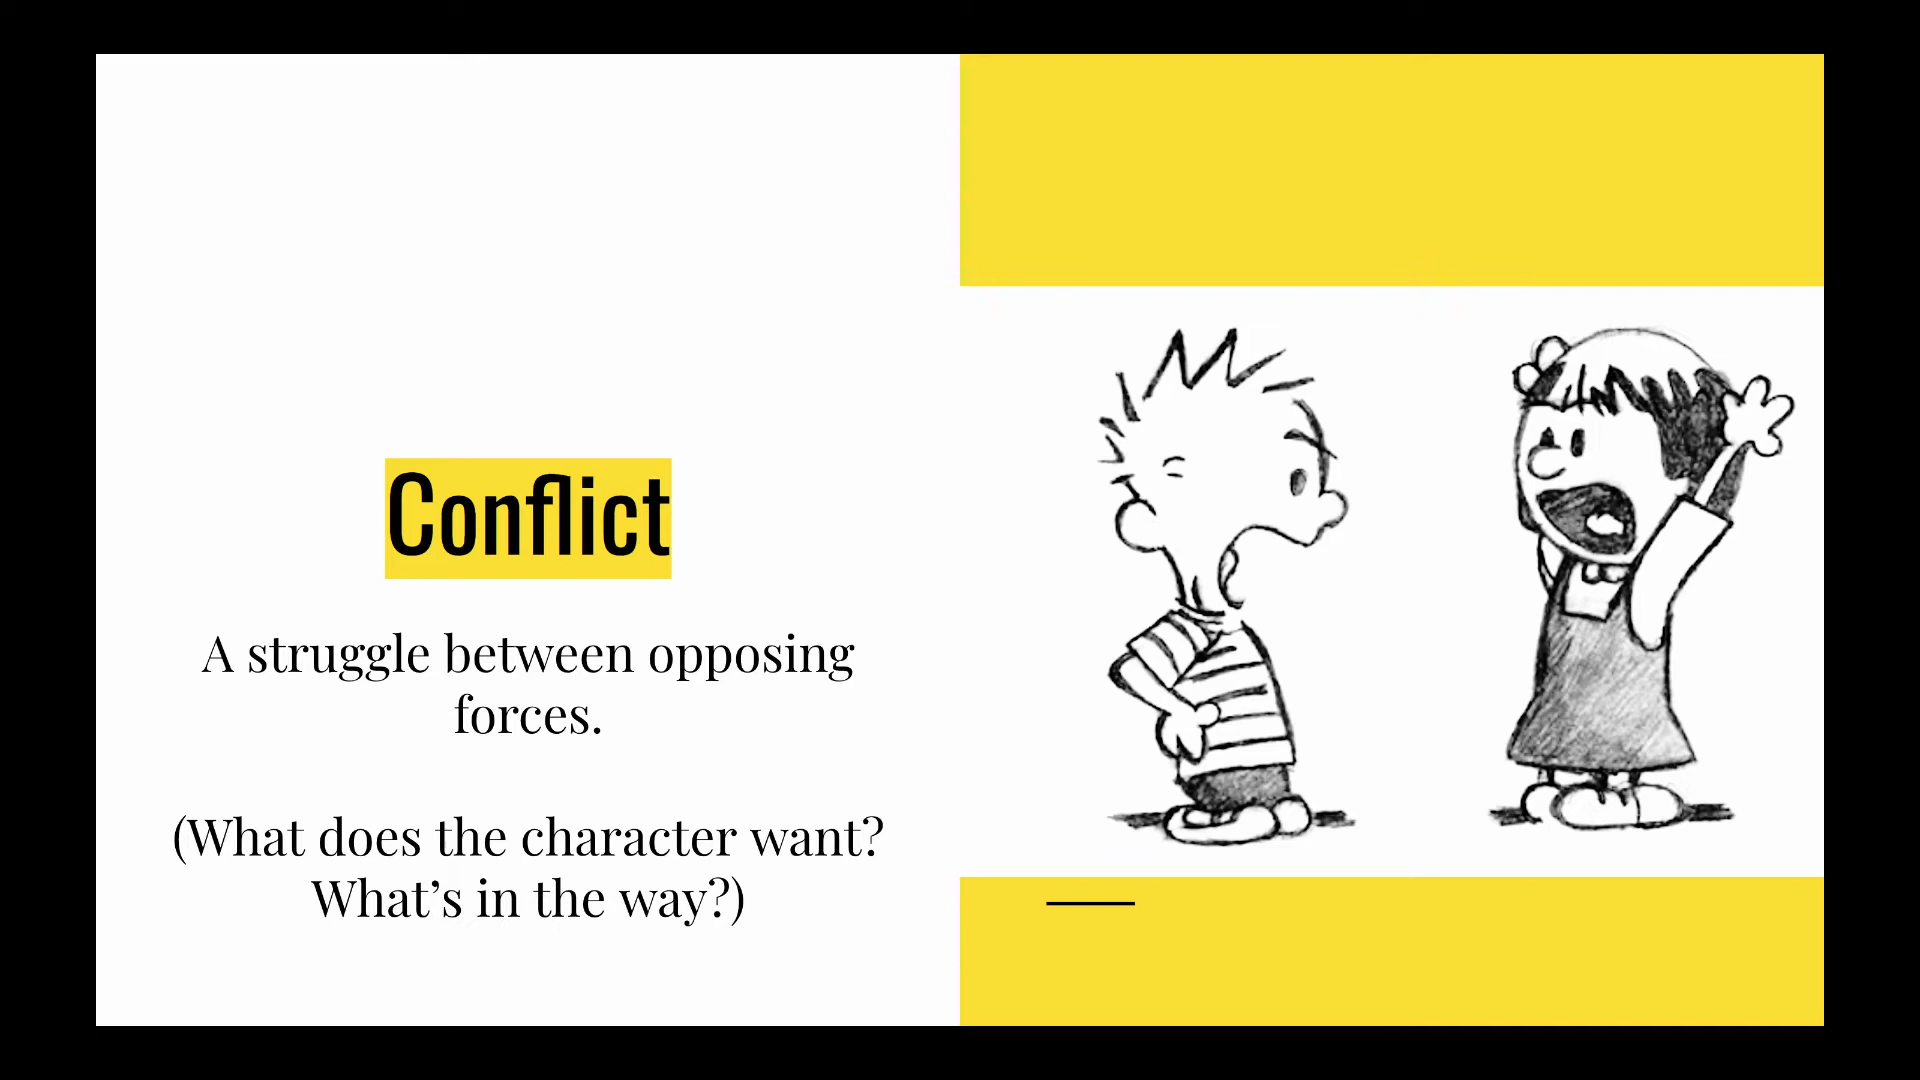 Conflict
A struggle between opposing
forces.
(What does the character want?
What’s in the way?)